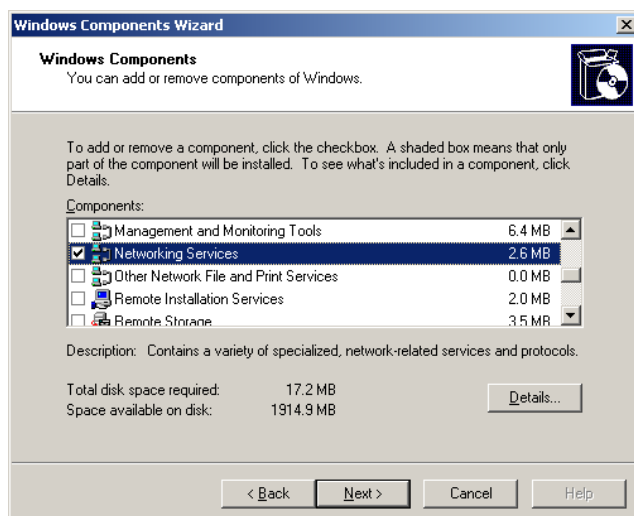 Windows Components Wizard
Windows Components
You can add or remove components of Windows.
To add or remove a component, click the checkbox. A shaded box means that only
part of the component will be installed. To see what's included in a component, click
Details.
Components:
Management and Monitoring Tools 6.4 MB
Networking Services 2.6 MB
Other Network File and Print Services 0.0 MB
Remote Installation Services 2.0 MB
Remote Storage 3.5 MB
Description: Contains a variety of specialized, network-related services and protocols.
Total disk space required: 17.2 MB
Space available on disk: 1914.9 MB
Details...
< Back Next > Cancel Help